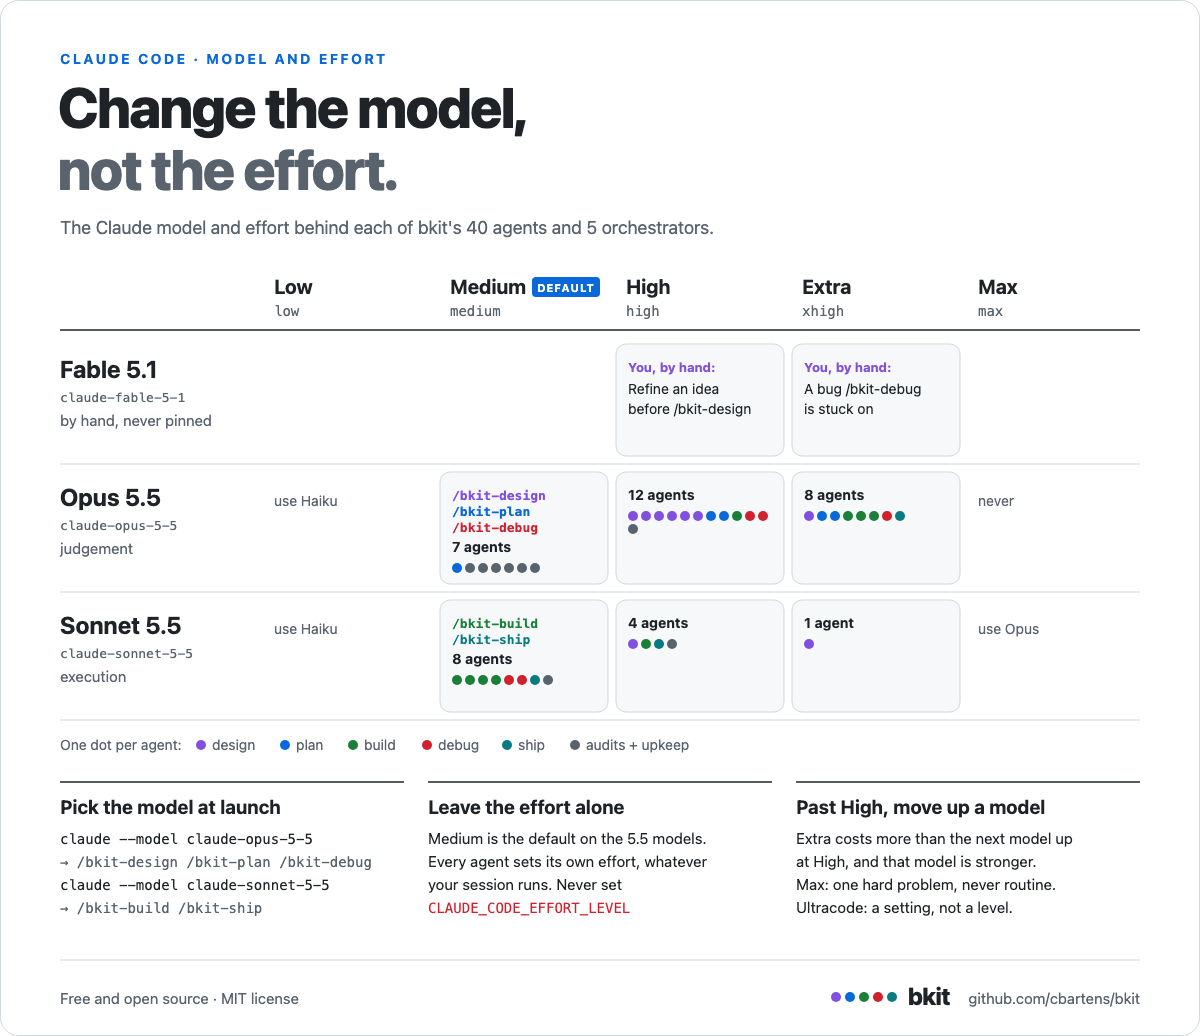 CLAUDE CODE · MODEL AND EFFORT
Change the model,
not the effort.
The Claude model and effort behind each of bkit's 40 agents and 5 orchestrators.
Low
low
Medium DEFAULT
medium
High
high
Extra
xhigh
Max
max
Fable 5.1
claude-fable-5-1
by hand, never pinned
You, by hand:
Refine an idea
before /bkit-design
You, by hand:
A bug /bkit-debug
is stuck on
Opus 5.5
claude-opus-5-5
judgement
use Haiku
/bkit-design
/bkit-plan
/bkit-debug
7 agents
12 agents
8 agents
never
Sonnet 5.5
claude-sonnet-5-5
execution
use Haiku
/bkit-build
/bkit-ship
8 agents
4 agents
1 agent
use Opus
One dot per agent: design plan build debug ship audits + upkeep
Pick the model at launch
claude --model claude-opus-5-5
→ /bkit-design /bkit-plan /bkit-debug
claude --model claude-sonnet-5-5
→ /bkit-build /bkit-ship
Leave the effort alone
Medium is the default on the 5.5 models.
Every agent sets its own effort, whatever
your session runs. Never set
CLAUDE_CODE_EFFORT_LEVEL
Past High, move up a model
Extra costs more than the next model up
at High, and that model is stronger.
Max: one hard problem, never routine.
Ultracode: a setting, not a level.
Free and open source · MIT license
bkit github.com/cbartens/bkit